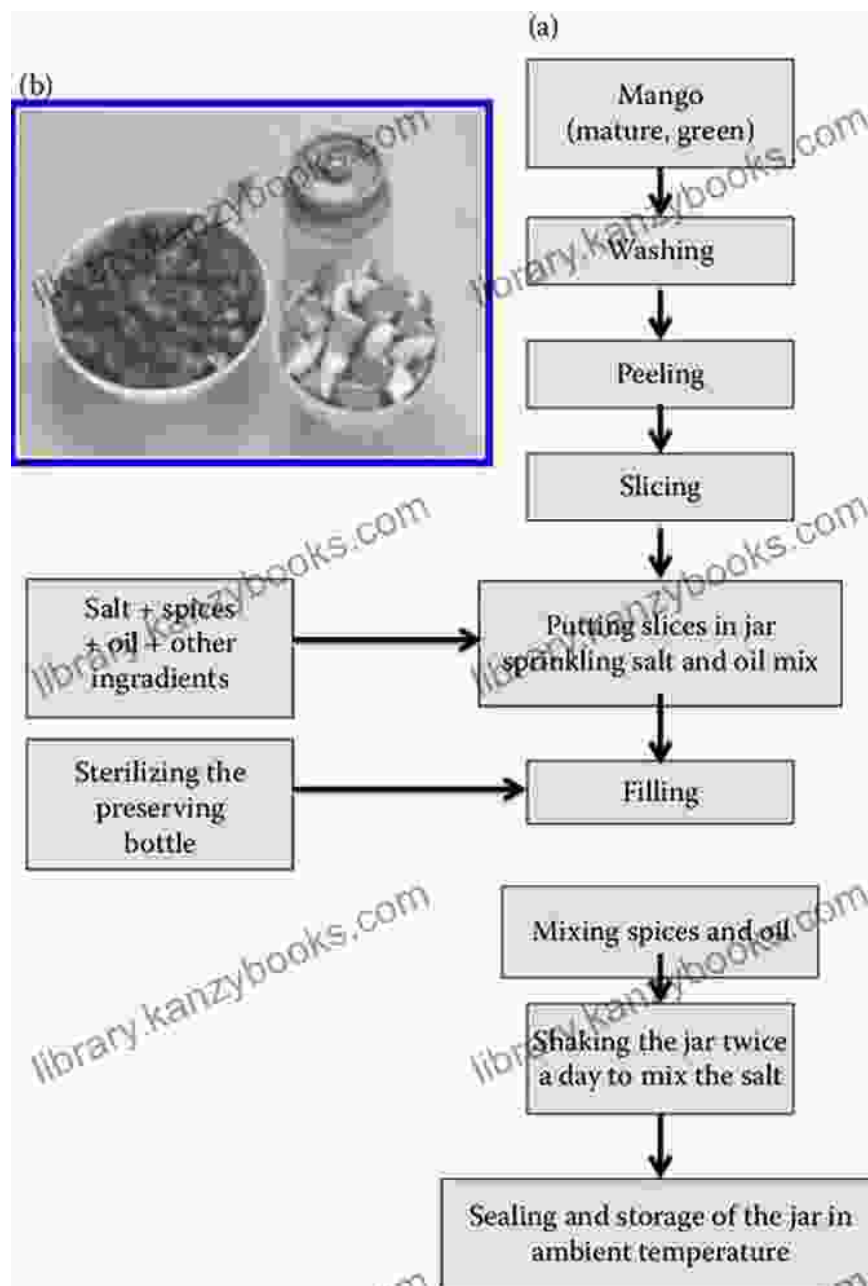 (a)
(b)
Mango
(mature, green)
Washing
Peeling
Slicing
Salt + spices
+ oil + other
ingradients
Putting slices in jar
sprinkling salt and oil mix
Sterilizing the
preserving
bottle
Filling
Mixing spices and oil
Shaking the jar twice
a day to mix the salt
Sealing and storage of the jar in
ambient temperature
library.kanzybooks.com
library.kanzybooks.com
library.kanzybooks.com
library.kanzybooks.com
library.kanzybooks.com
library.kanzybooks.com